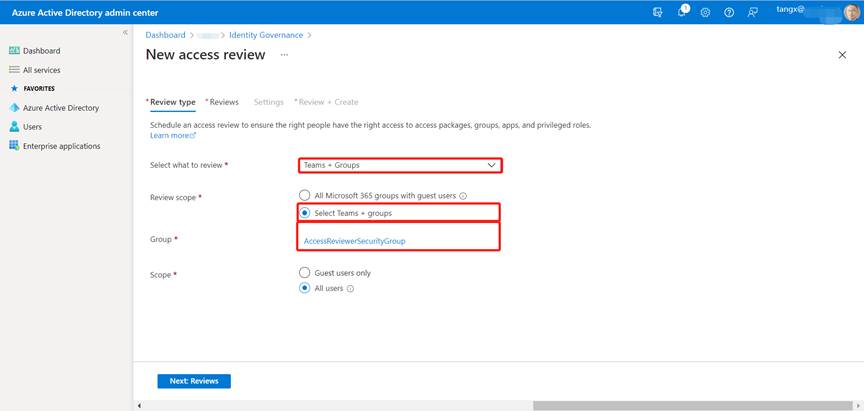 Azure Active Directory admin center
1
tangx@
Dashboard > > Identity Governance >
New access review ...
Dashboard
All services
FAVORITES
Azure Active Directory
Users
Enterprise applications
* Review type * Reviews Settings * Review + Create
Schedule an access review to ensure the right people have the right access to access packages, groups, apps, and privileged roles.
Learn more
Select what to review *
Teams + Groups
Review scope *
All Microsoft 365 groups with guest users
Select Teams + groups
Group *
AccessReviewerSecurityGroup
Scope *
Guest users only
All users
Next: Reviews